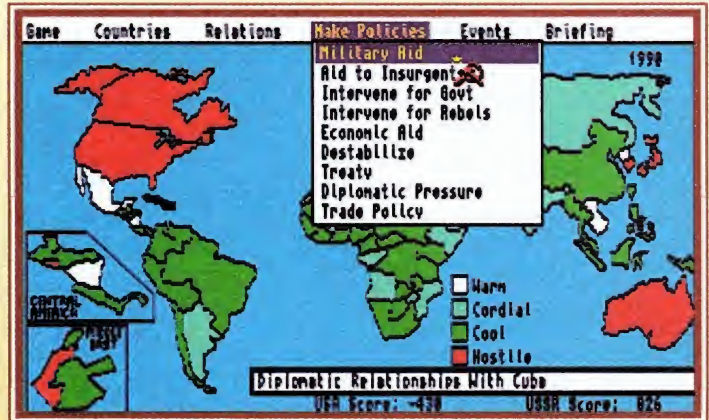 Game Countries Relations Make Policies Events Briefing
Military Aid
1990
Aid to Insurgents
Intervene for Govt
Intervene for Rebels
Economic Aid
Destabilize
Treaty
Diplomatic Pressure
Trade Policy
Warm
Cordial
Cool
Hostile
CENTRAL
AMERICA
Diplomatic Relationships With Cuba
USA Score: -430 USSR Score: 026